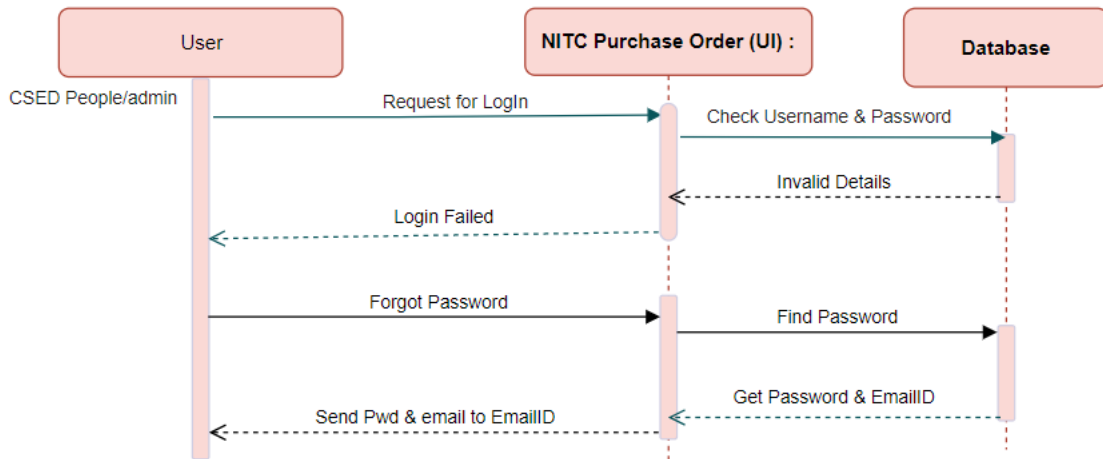 User
NITC Purchase Order (UI) :
Database
CSED People/admin
Request for LogIn
Check Username & Password
Invalid Details
Login Failed
Forgot Password
Find Password
Get Password & EmailID
Send Pwd & email to EmailID